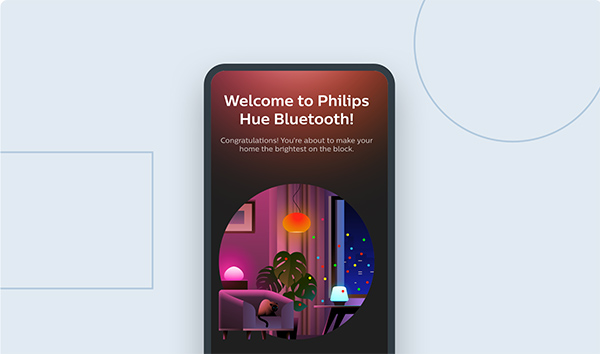 Welcome to Philips
Hue Bluetooth!
Congratulations! You're about to make your
home the brightest on the block.